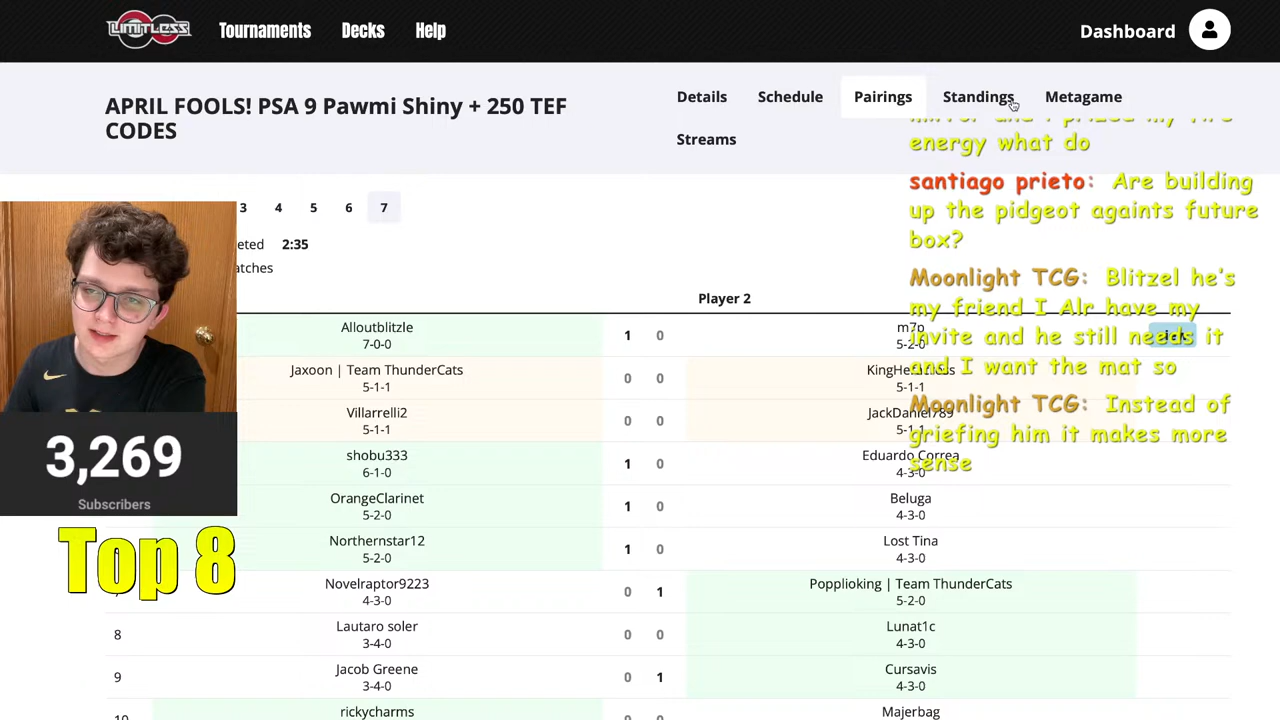 LIMITLESS
Tournaments
Decks
Help
Dashboard
APRIL FOOLS! PSA 9 Pawmi Shiny + 250 TEF
CODES
Details
Schedule
Pairings
Standings
Metagame
Streams
energy what do
santiago prieto: Are building
up the pidgeot againts future
box?
Moonlight TCG: Blitzel he's
my friend I Alr have my
invite and he still needs it
and I want the mat so
Moonlight TCG: Instead of
griefing him it makes more
sense
3 4 5 6 7
eted 2:35
atches
Player 2
Alloutblitzle 1 0 m7p
7-0-0 5-2-0
Jaxoon | Team ThunderCats 0 0
5-1-1 5-1-1
Villarrelli2 0 0 JackDaniel789
5-1-1 5-1-1
shobu333 1 0 Eduardo Correa
6-1-0 4-3-0
OrangeClarinet 1 0 Beluga
5-2-0 4-3-0
Northernstar12 1 0 Lost Tina
5-2-0 4-3-0
Novelraptor9223 0 1 Popplioking | Team ThunderCats
4-3-0 5-2-0
8 Lautaro soler 0 0 Lunat1c
3-4-0 4-3-0
9 Jacob Greene 0 1 Cursavis
3-4-0 4-3-0
10 rickycharms 0 0 Majerbag
3,269
Subscribers
Top 8